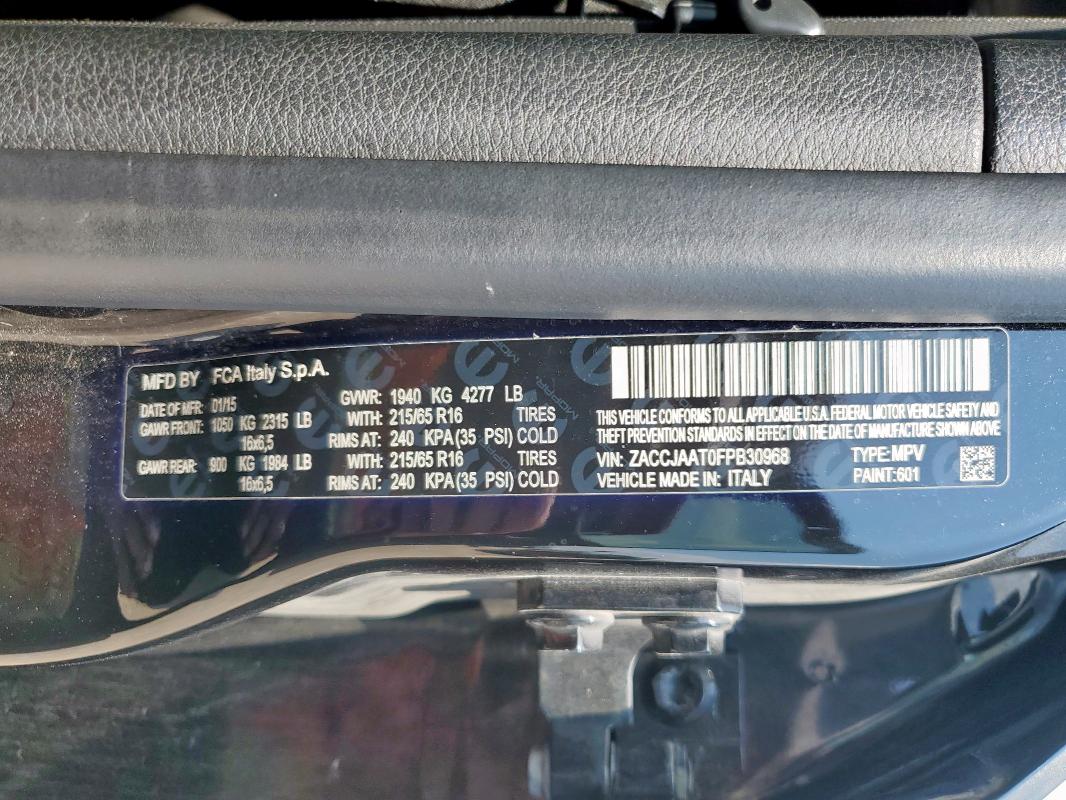 MFD BY FCA Italy S.p.A.
DATE OF MFR: 01/15 GVWR: 1940 KG 4277 LB
GAWR FRONT: 1050 KG 2315 LB WITH: 215/65 R16 TIRES
16x6,5 RIMS AT: 240 KPA(35 PSI) COLD
GAWR REAR: 900 KG 1984 LB WITH: 215/65 R16 TIRES
16x6,5 RIMS AT: 240 KPA(35 PSI) COLD
THIS VEHICLE CONFORMS TO ALL APPLICABLE U.S.A. FEDERAL MOTOR VEHICLE SAFETY AND
THEFT PREVENTION STANDARDS IN EFFECT ON THE DATE OF MANUFACTURE SHOWN ABOVE.
VIN: ZACCJAAT0FPB30968 TYPE:MPV
VEHICLE MADE IN: ITALY PAINT:601